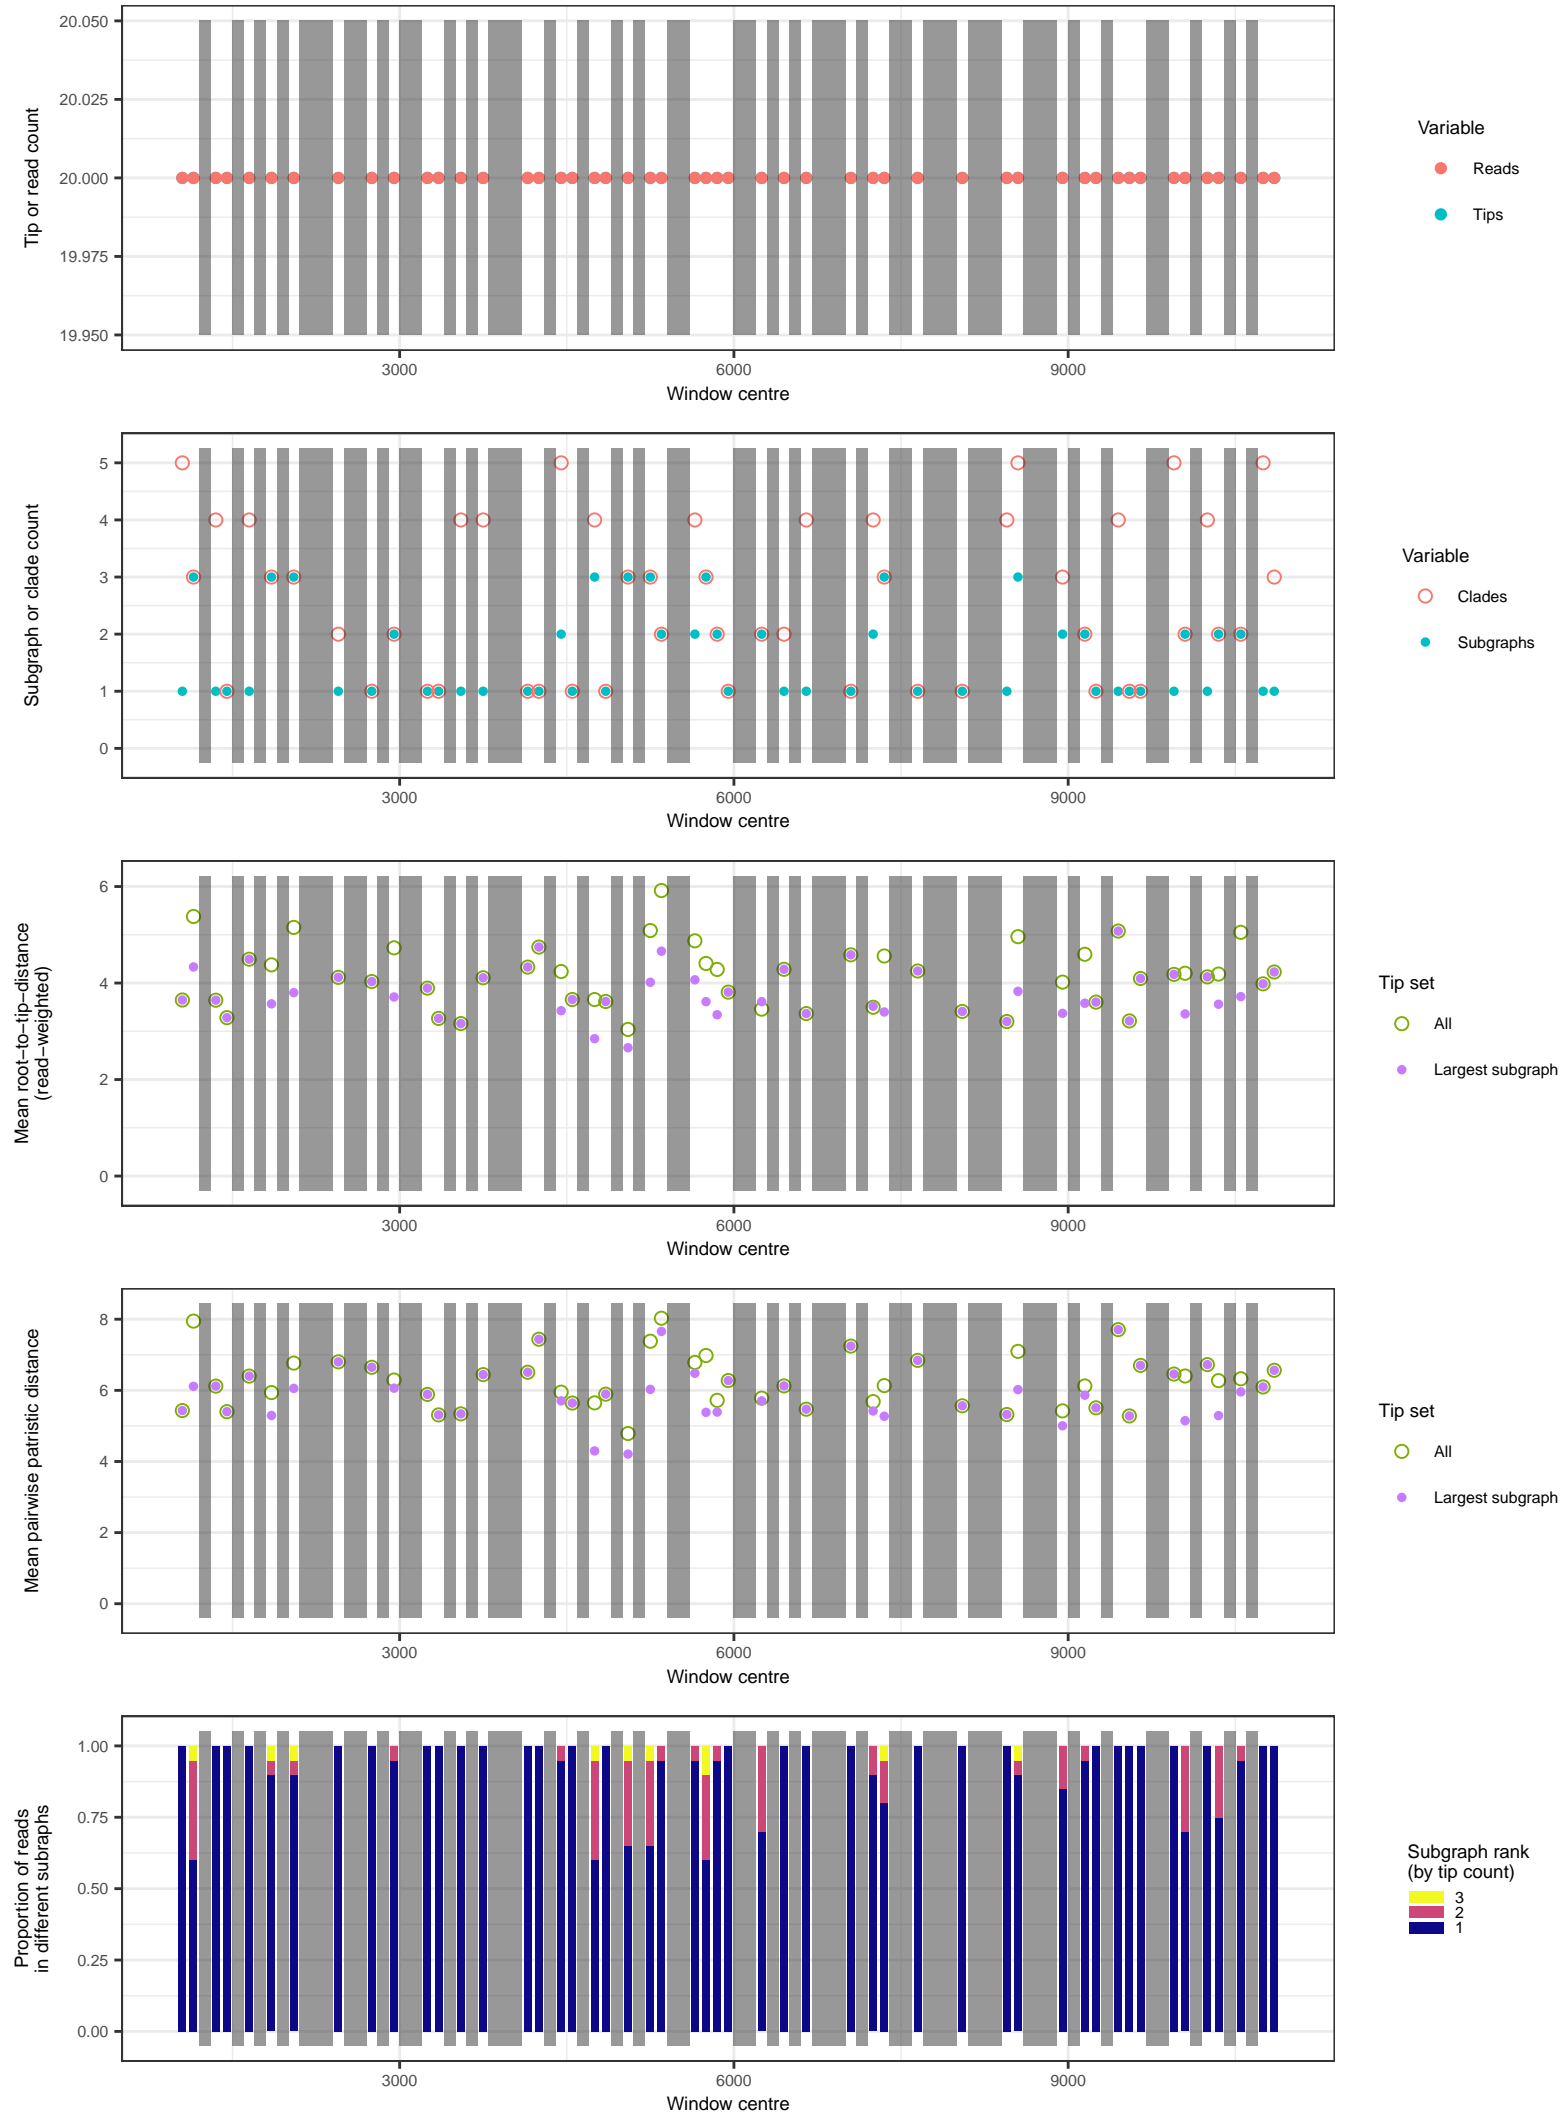 20.050
20.025
20.000
19.975
19.950
Tip or read count
3000
6000
9000
Window centre
Variable
Reads
Tips
5
4
3
2
1
0
Subgraph or clade count
3000
6000
9000
Window centre
Variable
Clades
Subgraphs
6
4
2
0
Mean root−to−tip−distance
(read−weighted)
3000
6000
9000
Window centre
Tip set
All
Largest subgraph
8
6
4
2
0
Mean pairwise patristic distance
3000
6000
9000
Window centre
Tip set
All
Largest subgraph
1.00
0.75
0.50
0.25
0.00
Proportion of reads
in different subraphs
3000
6000
9000
Window centre
Subgraph rank
(by tip count)
3
2
1